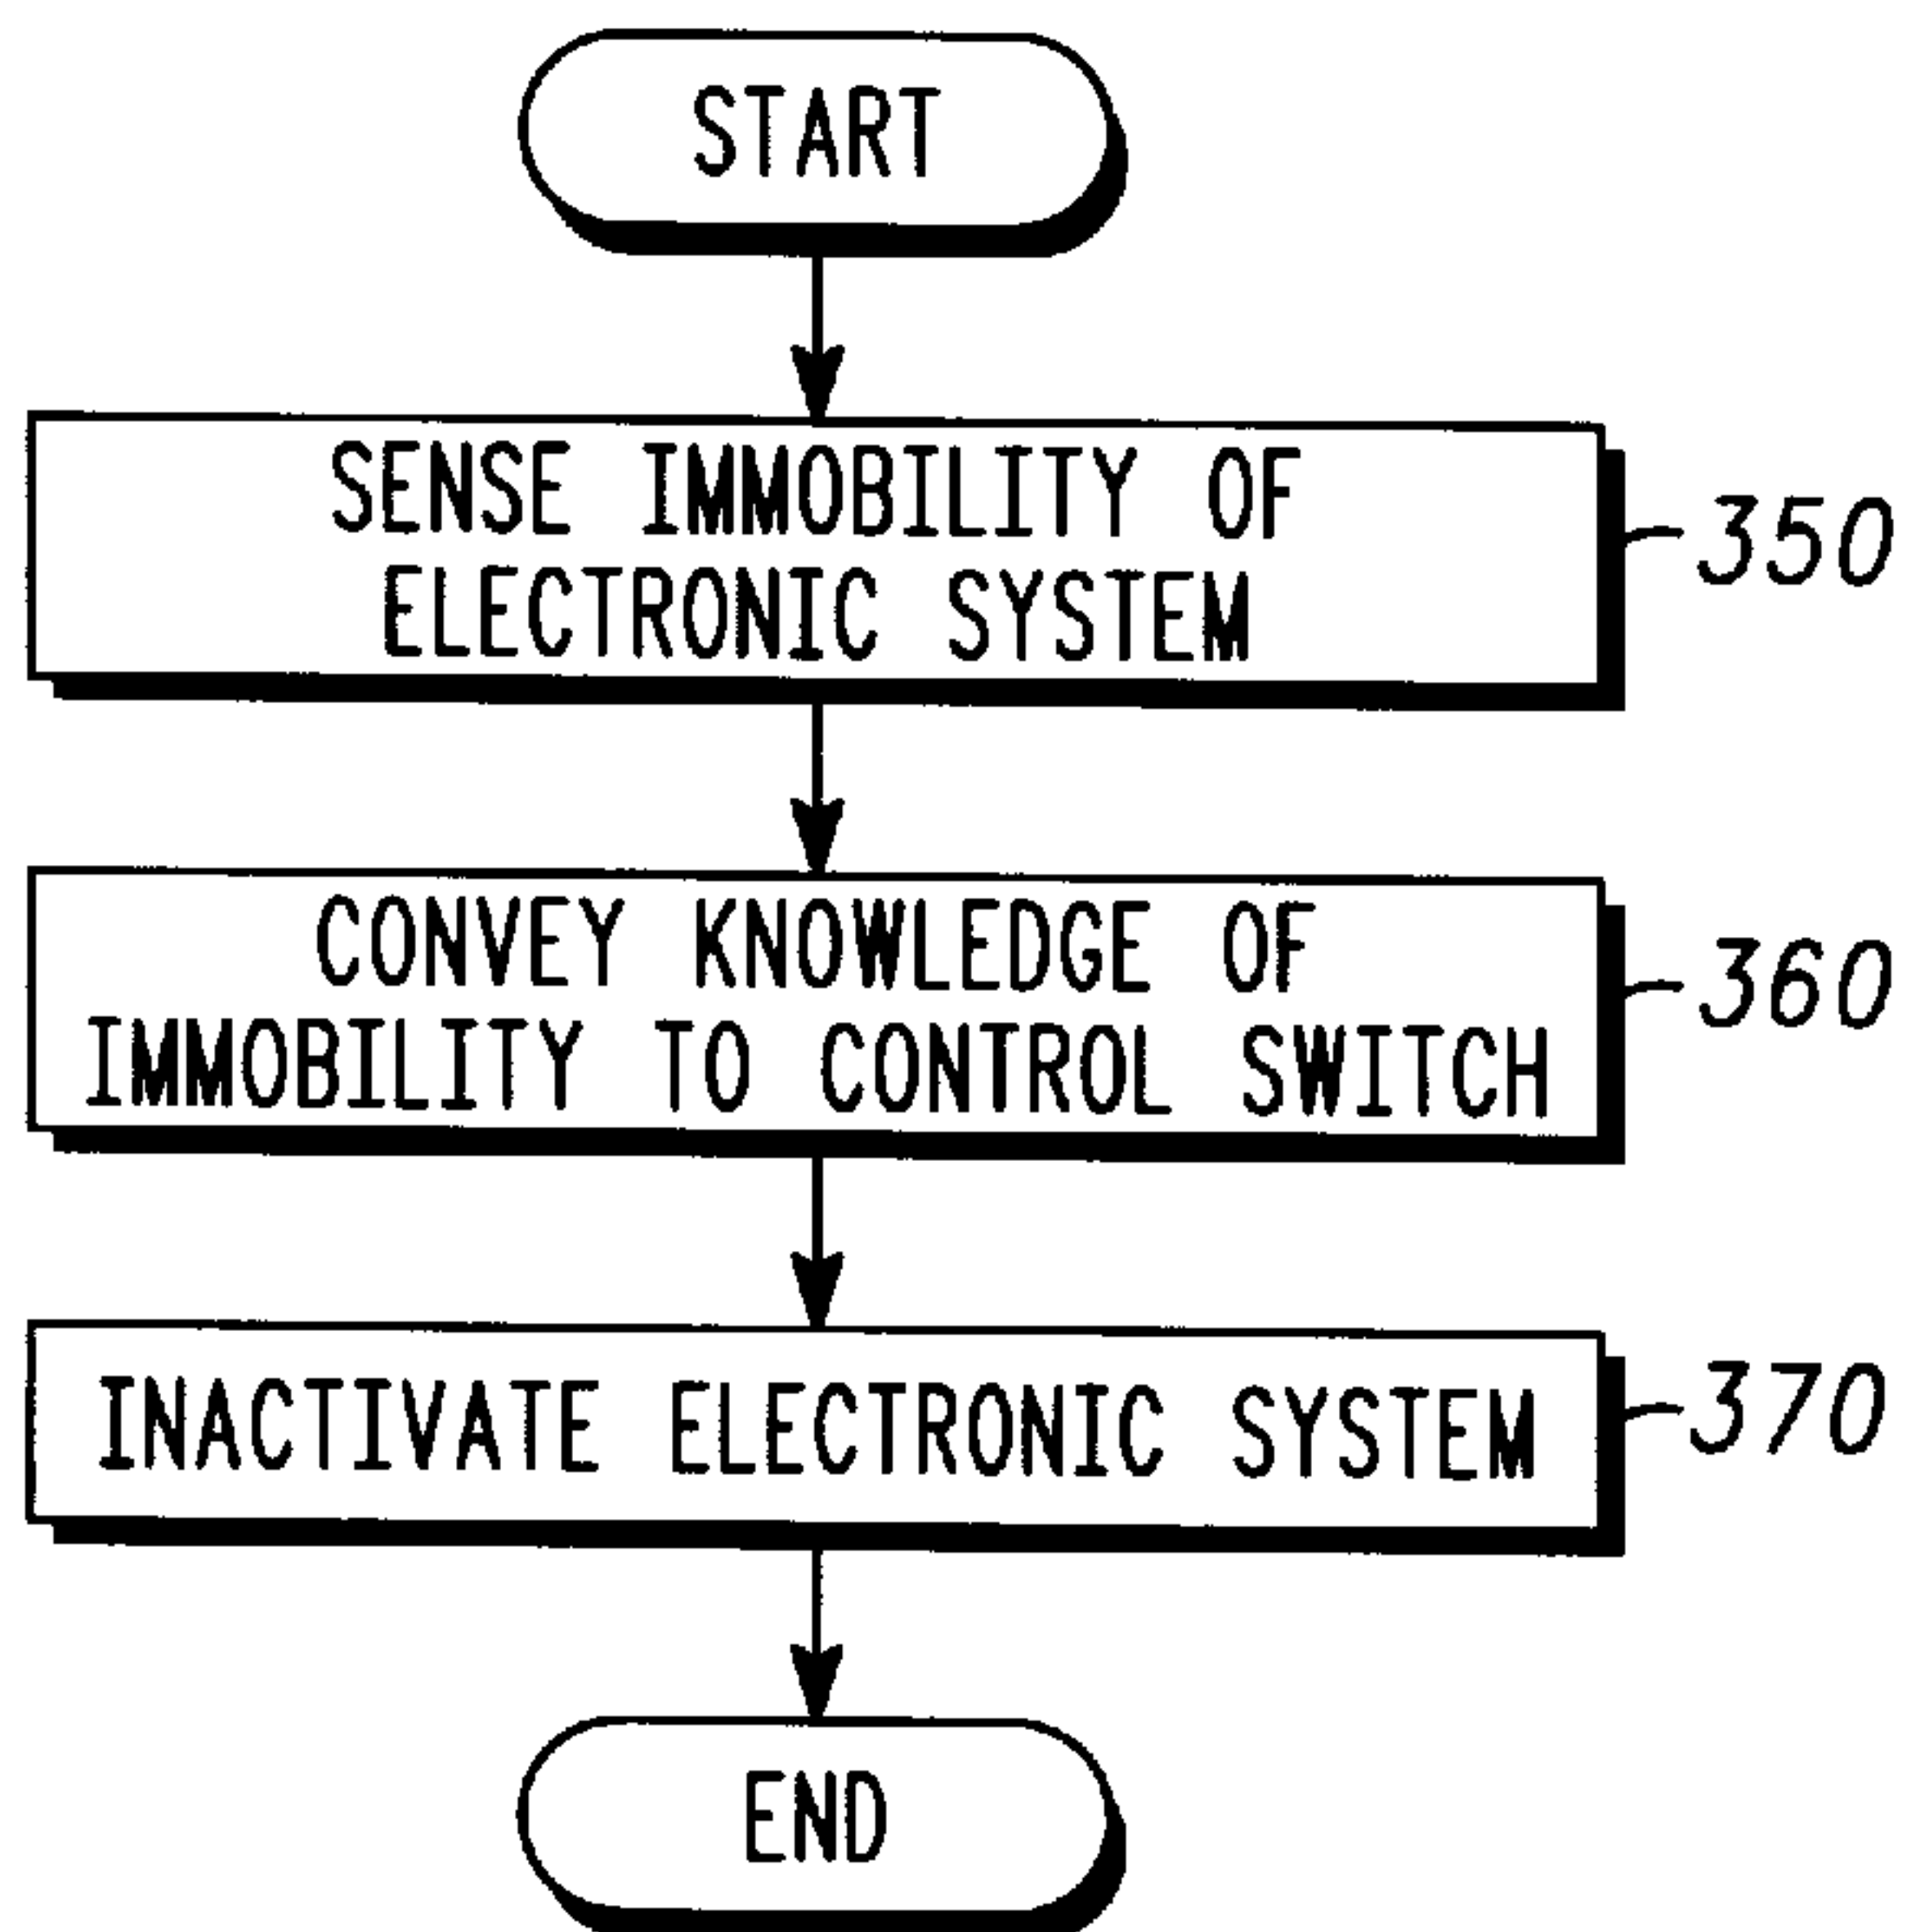 START
SENSE IMMOBILITY OF
ELECTRONIC SYSTEM
350
CONVEY KNOWLEDGE OF
IMMOBILITY TO CONTROL SWITCH
360
INACTIVATE ELECTRONIC SYSTEM
370
END